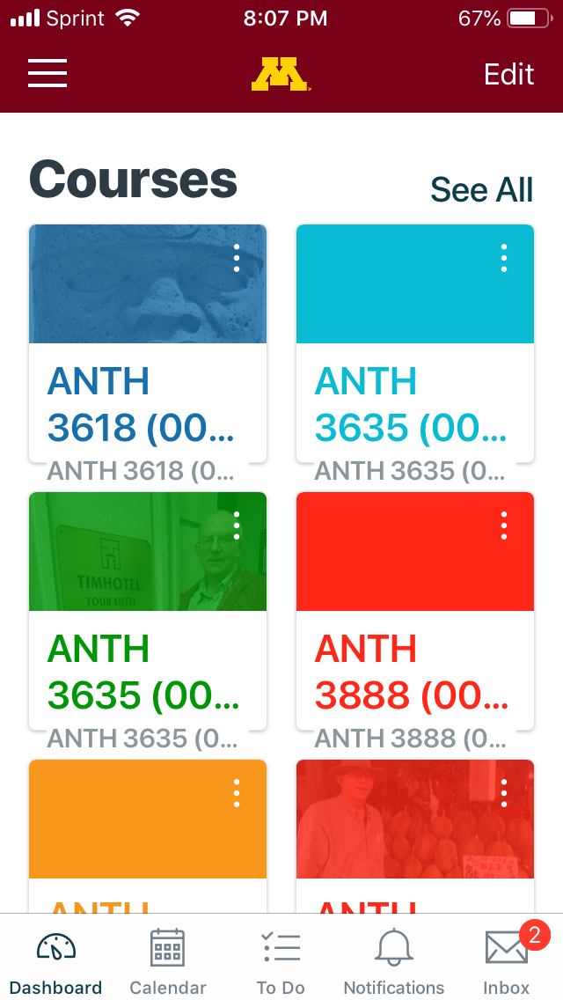 Sprint 8:07 PM 67%
M Edit
Courses See All
ANTH
3618 (00...
ANTH 3618 (0...
ANTH
3635 (00...
ANTH 3635 (0...
TIMHOTEL
TOUR EIFFEL
ANTH
3635 (00...
ANTH 3635 (0...
ANTH
3888 (00...
ANTH 3888 (0...
ANTH
ANTH
2
Dashboard Calendar To Do Notifications Inbox